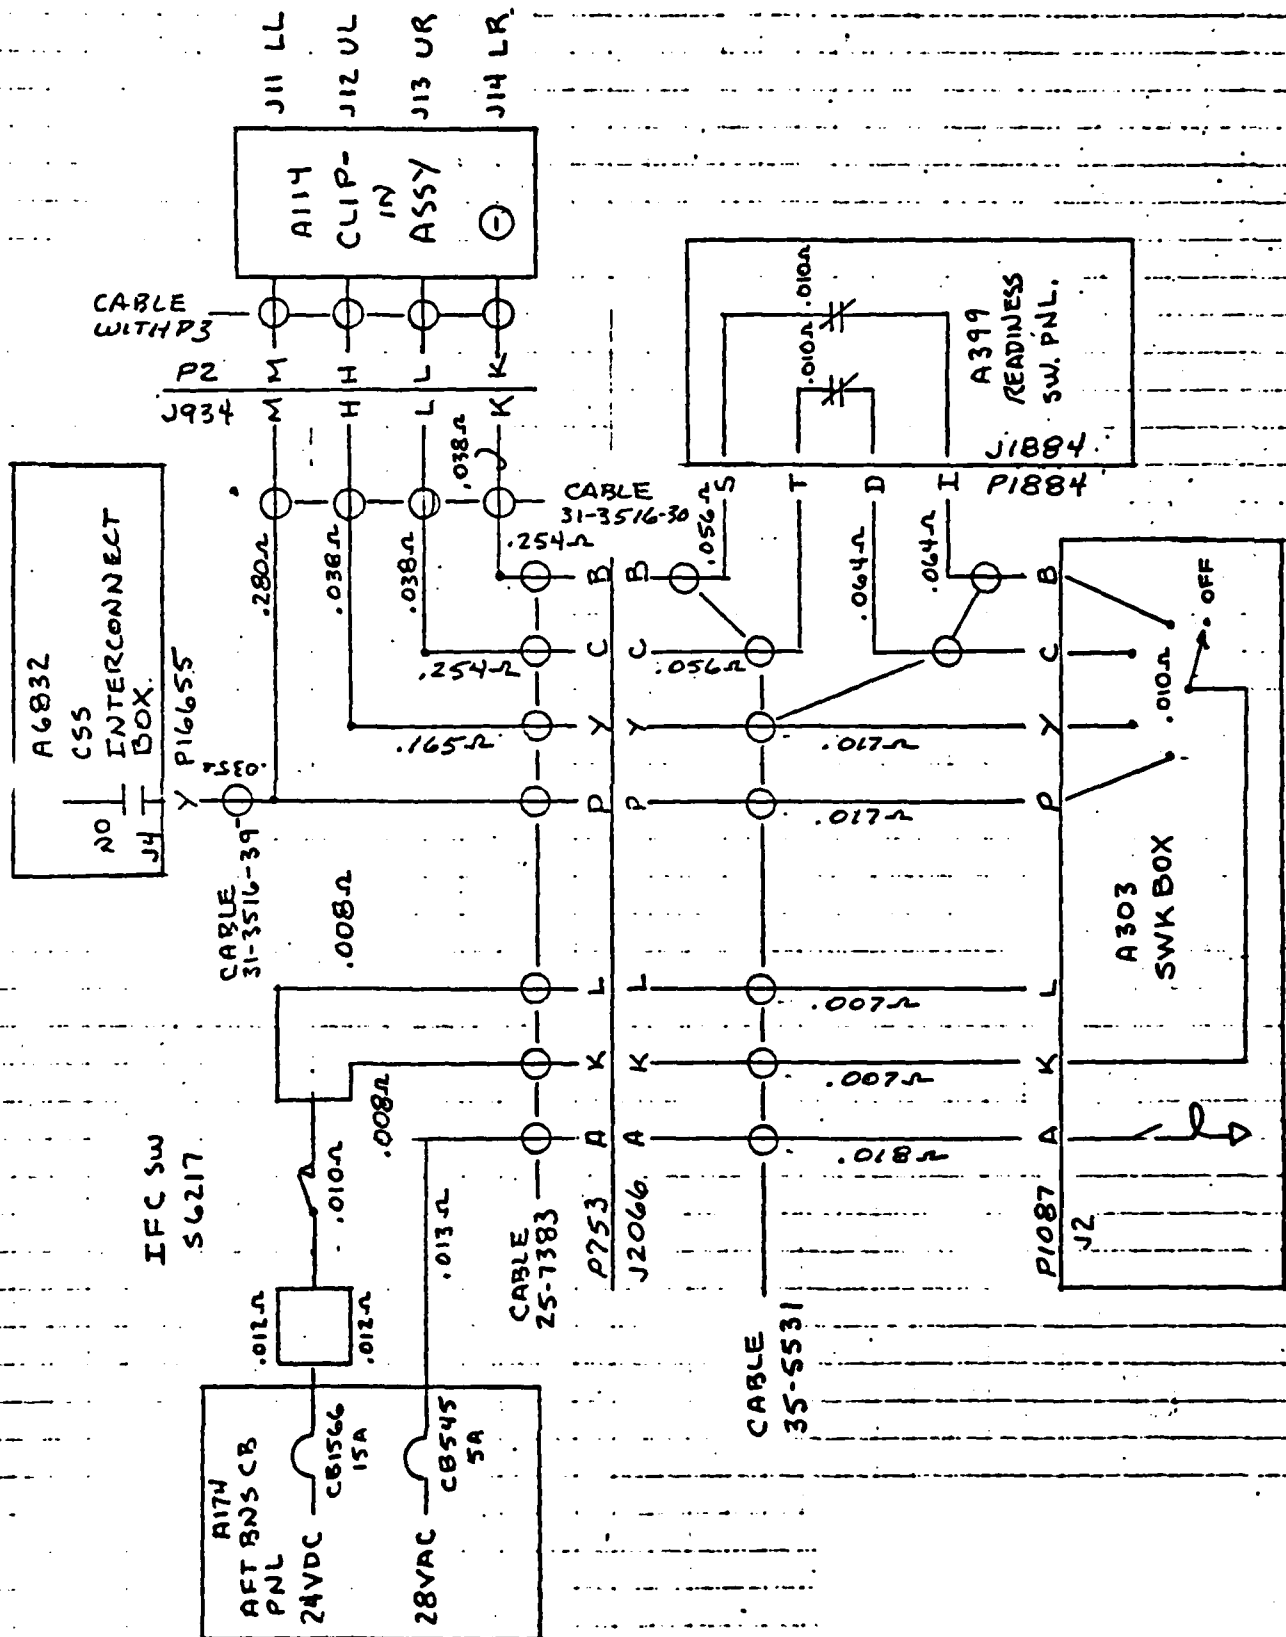 J11 LL
J12 UL
J13 UR
J14 LR
A114
CLIP-
IN
ASSY
CABLE
WITH P3
P2
J934
M
M
H
H
L
L
K
K
A6832
CSS
INTERCONNECT
BOX.
NO
J4
Y
P16655
CABLE
31-3516-39
.280Ω
.038Ω
.038Ω
.038Ω
CABLE
31-3516-30
.254Ω
.254Ω
.165Ω
A399
READINESS
SW. PNL.
J1884
P1884
.010Ω
.010Ω
S
T
D
I
.056Ω
.056Ω
.064Ω
.064Ω
.017Ω
.017Ω
B
B
C
C
Y
Y
P
P
L
L
K
K
A
A
.008Ω
.008Ω
.007Ω
.007Ω
.018Ω
.013Ω
IFC SW
S6217
.010Ω
.012Ω
.012Ω
CABLE
25-7383
P753
J2066
CABLE
35-5531
P1087
J2
B
C
Y
P
L
K
A
OFF
.010Ω
A303
SWK BOX
A174
AFT BNS CB
PNL
24VDC
CB1566
15A
28VAC
CB545
5A